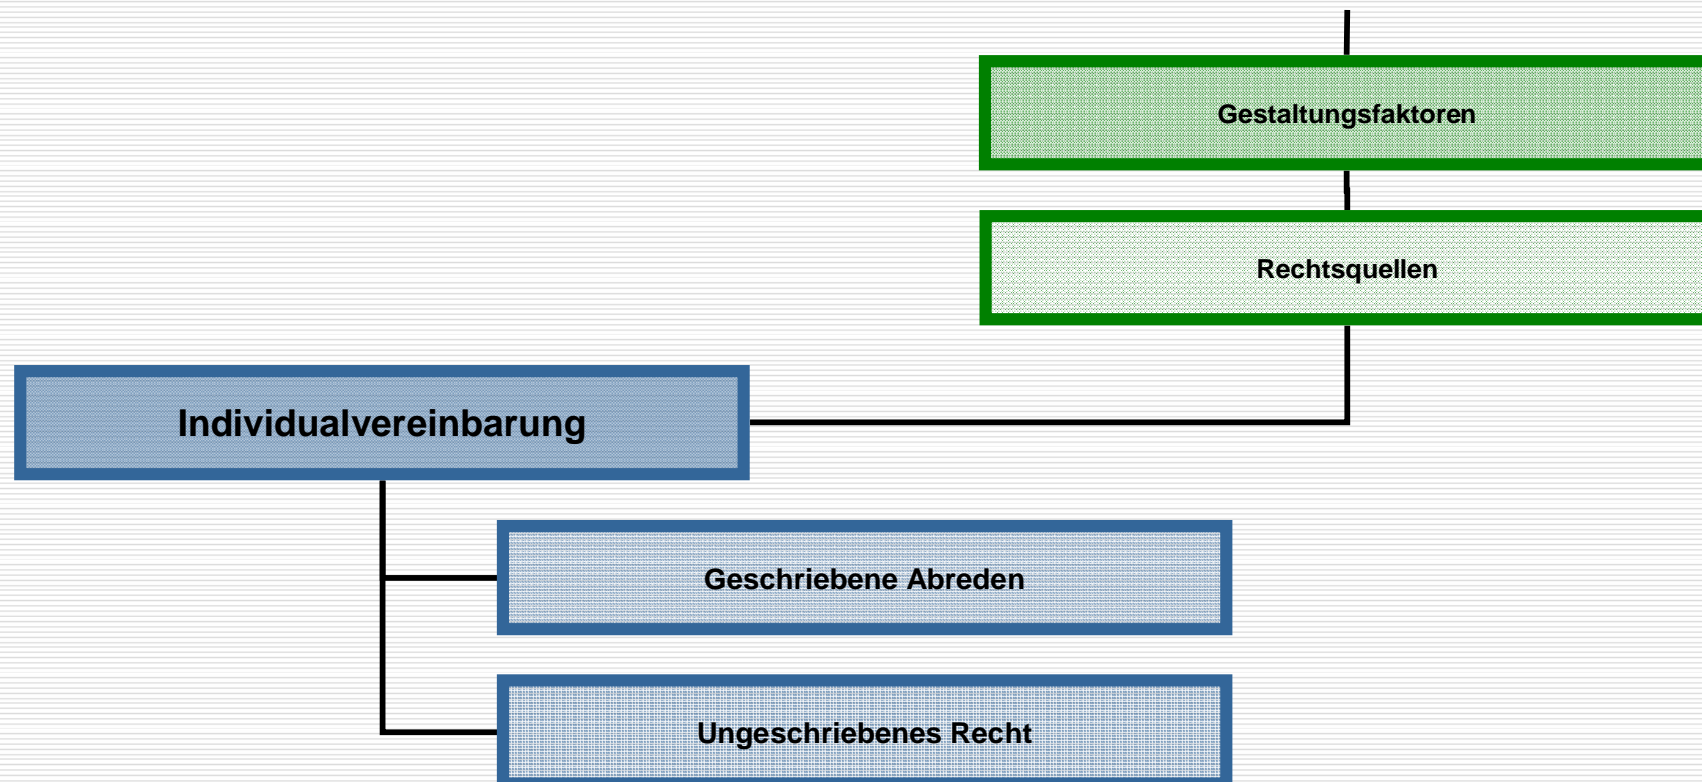 Gestaltungsfaktoren
Rechtsquellen
Individualvereinbarung
Geschriebene Abreden
Ungeschriebenes Recht